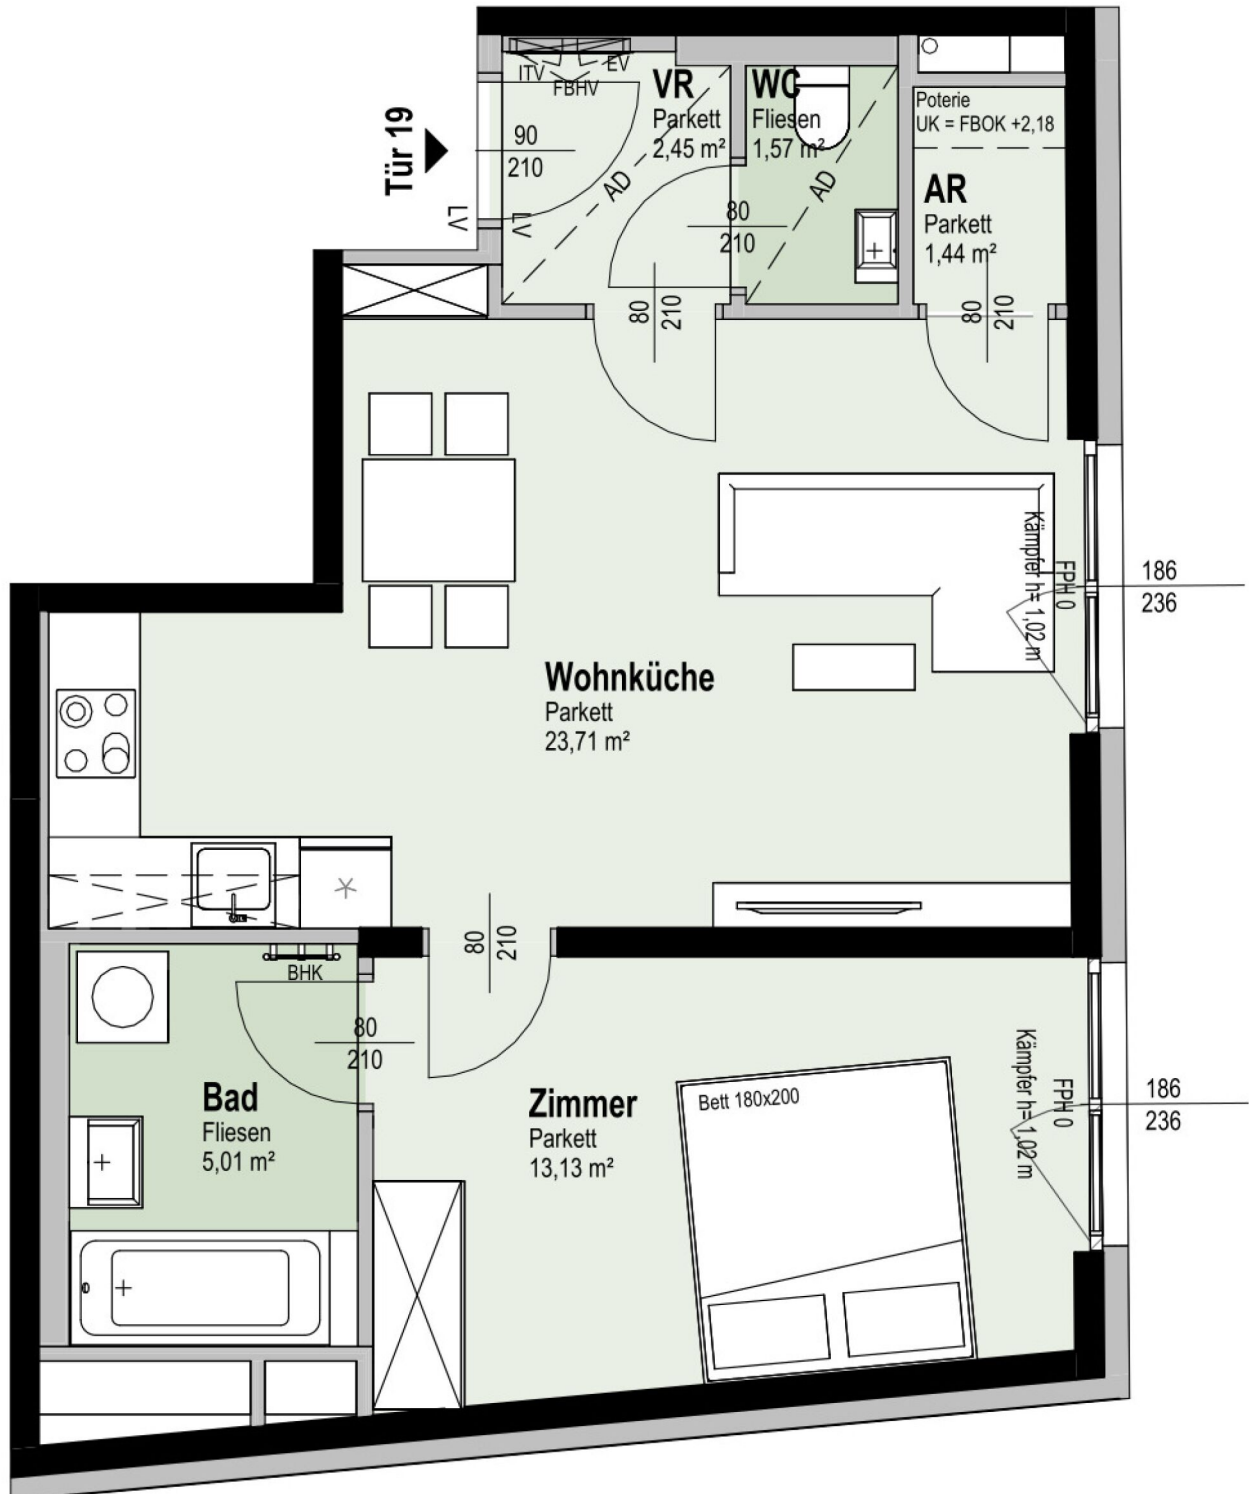 Tür 19
ITV
EV
FBHV
90
210
LV
LV
VR
Parkett
2,45 m²
AD
WC
Fliesen
1,57 m²
AD
80
210
Poterie
UK = FBOK +2,18
AR
Parkett
1,44 m²
80
210
80
210
Kämpfer h= 1,02 m
FPH 0
186
236
Wohnküche
Parkett
23,71 m²
80
210
BHK
80
210
Bad
Fliesen
5,01 m²
Zimmer
Parkett
13,13 m²
Bett 180x200
Kämpfer h= 1,02 m
FPH 0
186
236